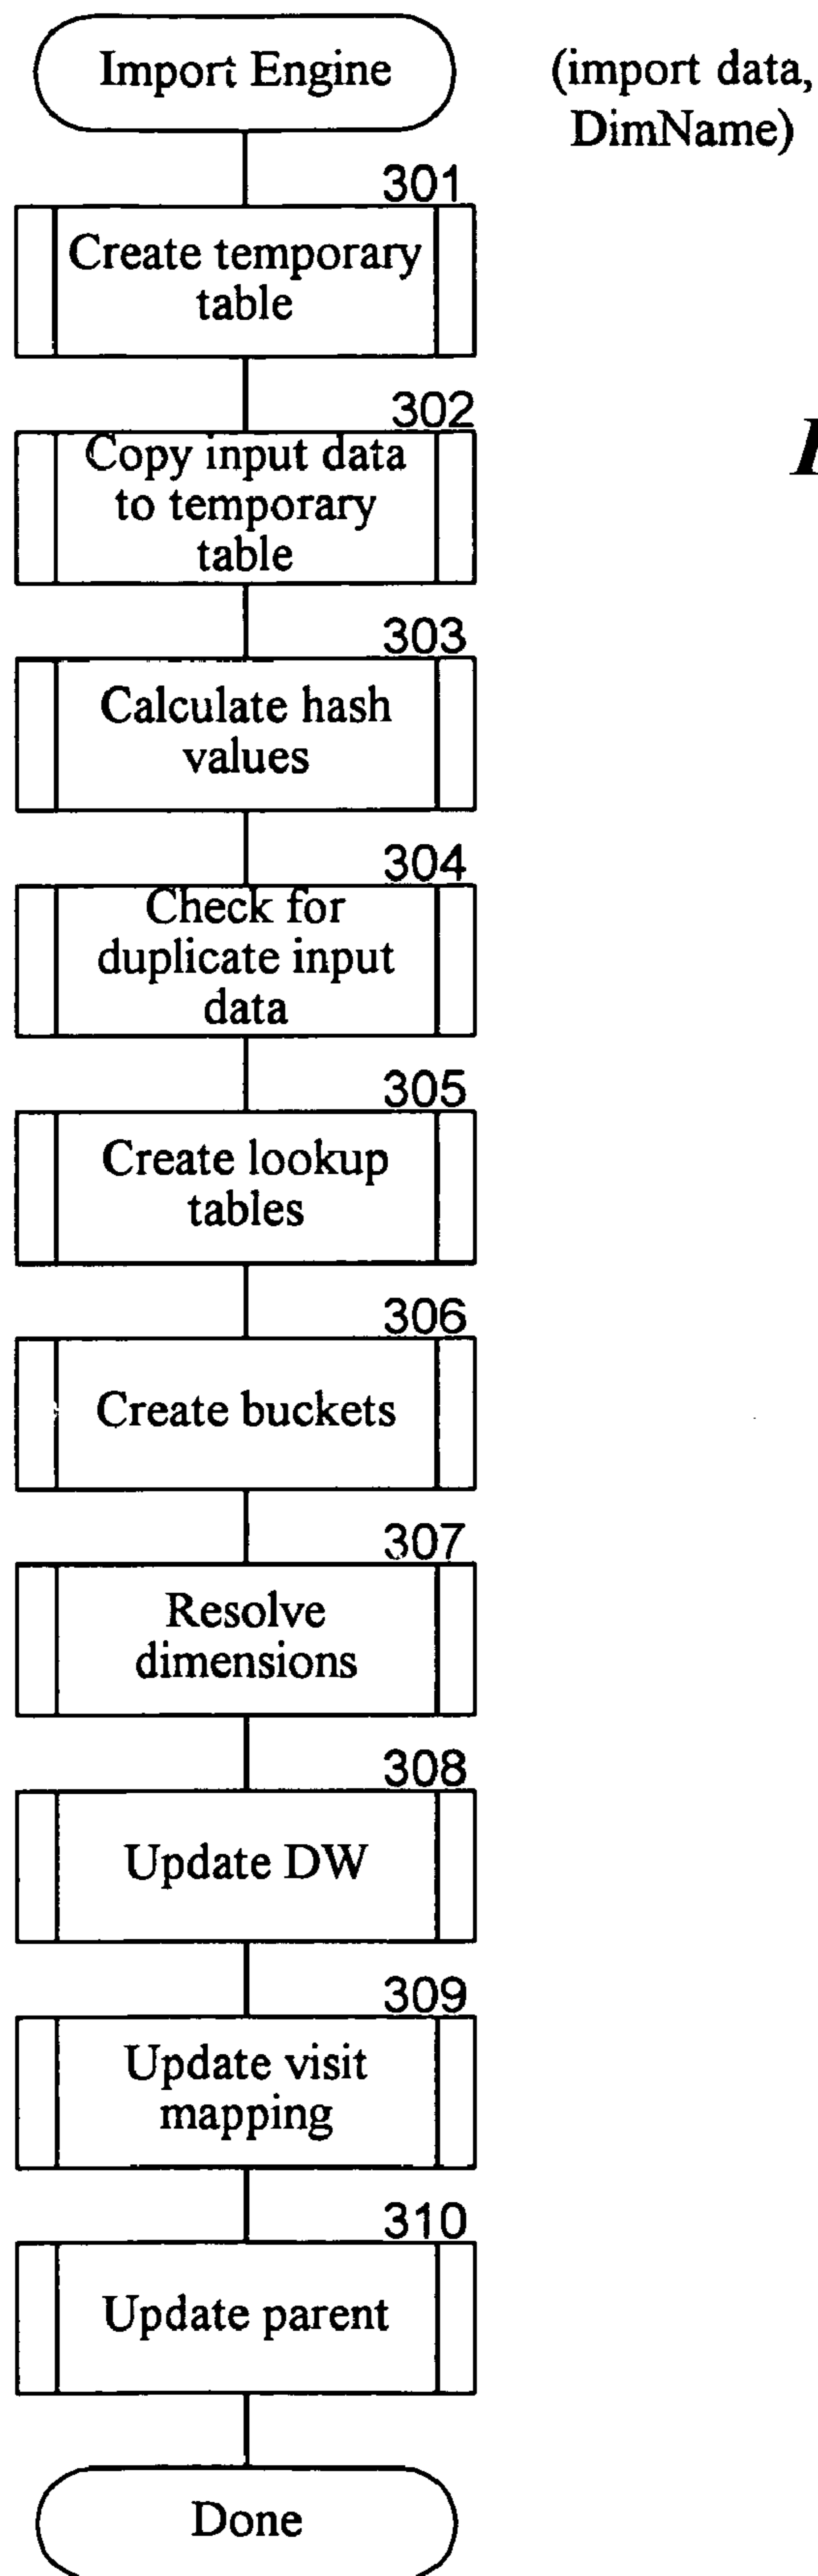 Import Engine
(import data,
DimName)
301
Create temporary
table
302
Copy input data
to temporary
table
303
Calculate hash
values
304
Check for
duplicate input
data
305
Create lookup
tables
306
Create buckets
307
Resolve
dimensions
308
Update DW
309
Update visit
mapping
310
Update parent
Done